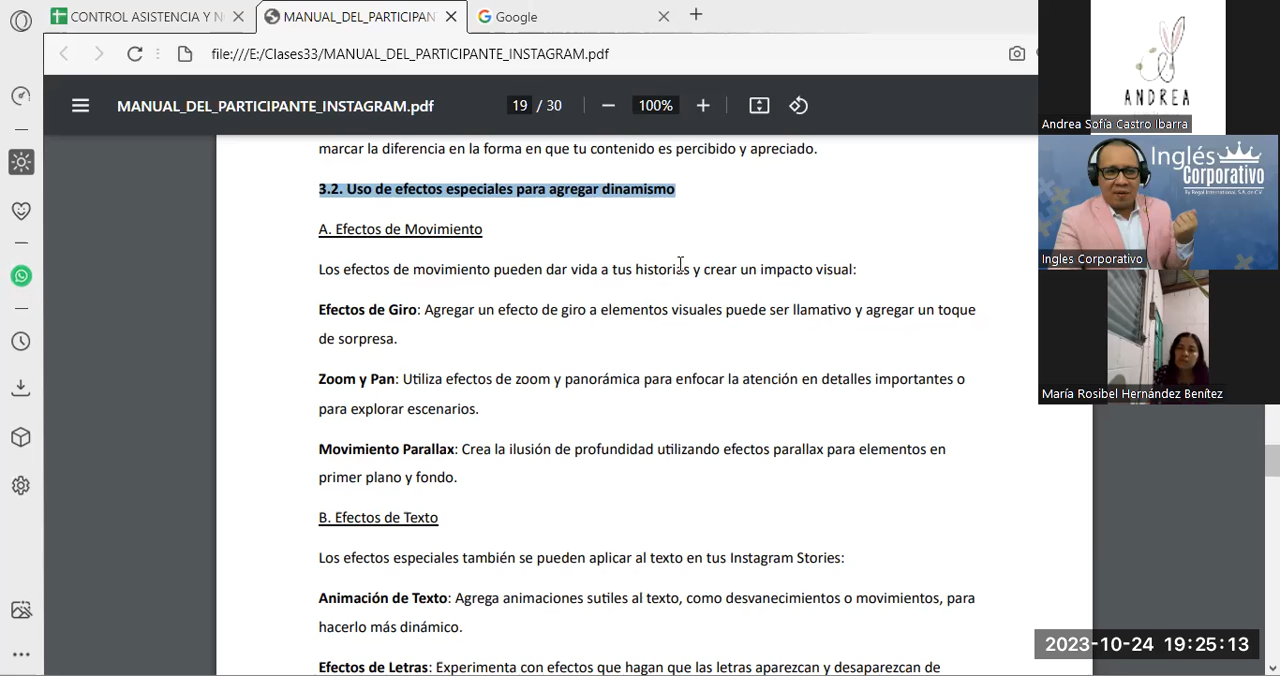 CONTROL ASISTENCIA Y N
MANUAL_DEL_PARTICIPAN
Google
file:///E:/Clases33/MANUAL_DEL_PARTICIPANTE_INSTAGRAM.pdf
MANUAL_DEL_PARTICIPANTE_INSTAGRAM.pdf
19 / 30
100%
marcar la diferencia en la forma en que tu contenido es percibido y apreciado.
3.2. Uso de efectos especiales para agregar dinamismo
A. Efectos de Movimiento
Los efectos de movimiento pueden dar vida a tus historias y crear un impacto visual:
Efectos de Giro: Agregar un efecto de giro a elementos visuales puede ser llamativo y agregar un toque
de sorpresa.
Zoom y Pan: Utiliza efectos de zoom y panorámica para enfocar la atención en detalles importantes o
para explorar escenarios.
Movimiento Parallax: Crea la ilusión de profundidad utilizando efectos parallax para elementos en
primer plano y fondo.
B. Efectos de Texto
Los efectos especiales también se pueden aplicar al texto en tus Instagram Stories:
Animación de Texto: Agrega animaciones sutiles al texto, como desvanecimientos o movimientos, para
hacerlo más dinámico.
Efectos de Letras: Experimenta con efectos que hagan que las letras aparezcan y desaparezcan de
ANDREA
Andrea Sofía Castro Ibarra
Inglés
Corporativo
By Regal International, S.A. de C.V.
Ingles Corporativo
María Rosibel Hernández Benítez
2023-10-24 19:25:13